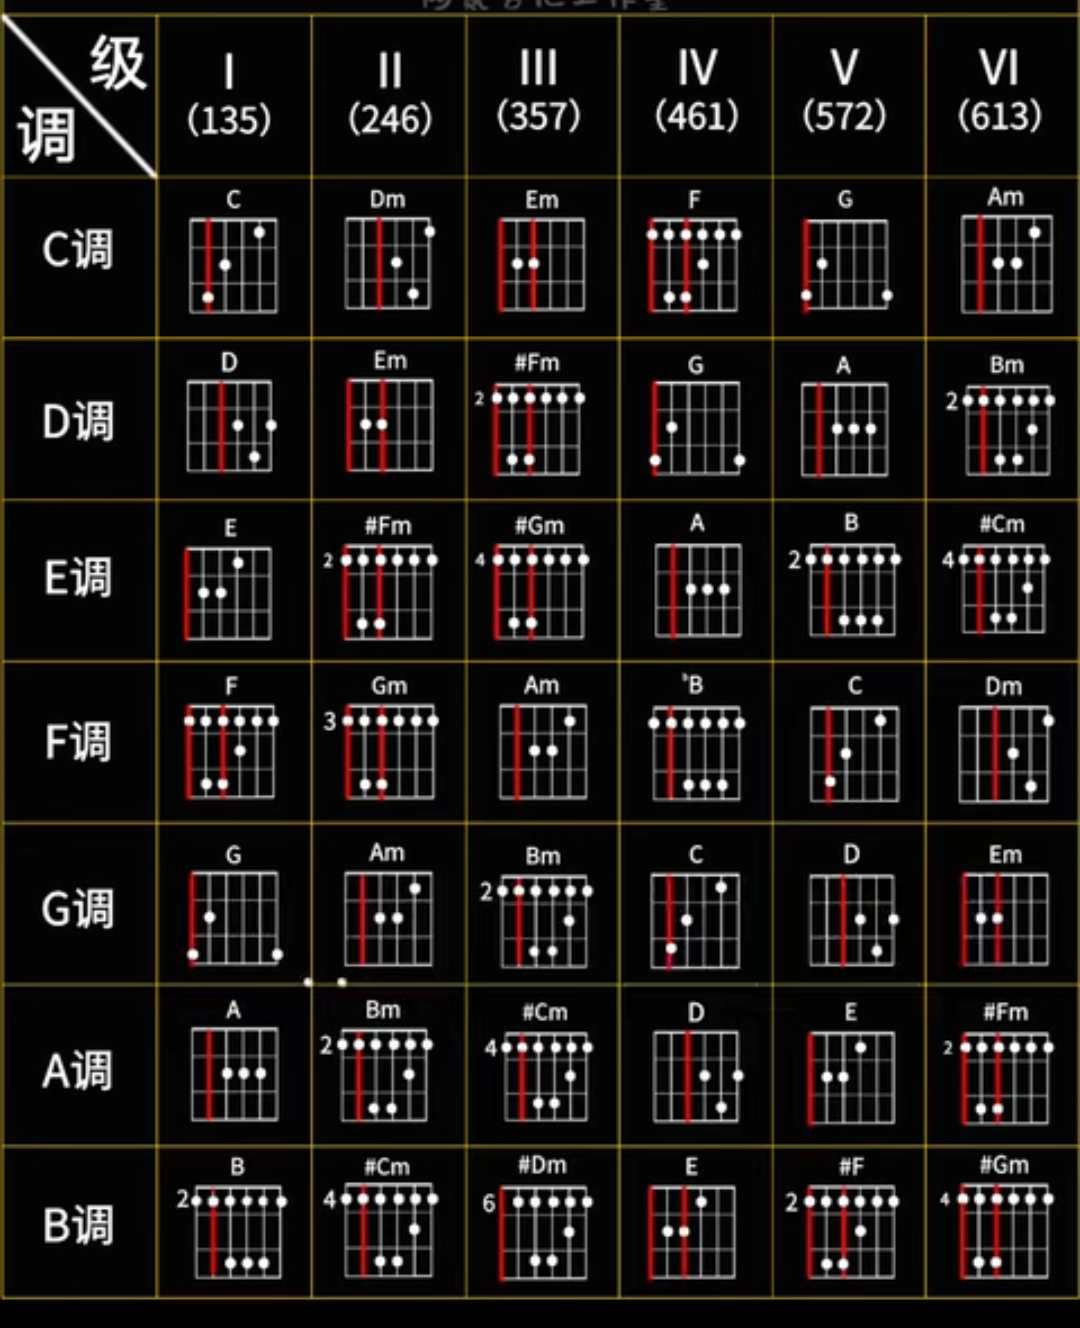 级
调
I II III IV V VI
(135) (246) (357) (461) (572) (613)
C Dm Em F G Am
C调
D Em #Fm G A Bm
D调 2 2
E #Fm #Gm A B #Cm
E调 2 4 2 4
F Gm Am ♭B C Dm
F调 3
G Am Bm C D Em
G调 2
A Bm #Cm D E #Fm
A调 2 4 2
B #Cm #Dm E #F #Gm
B调 2 4 6 2 4